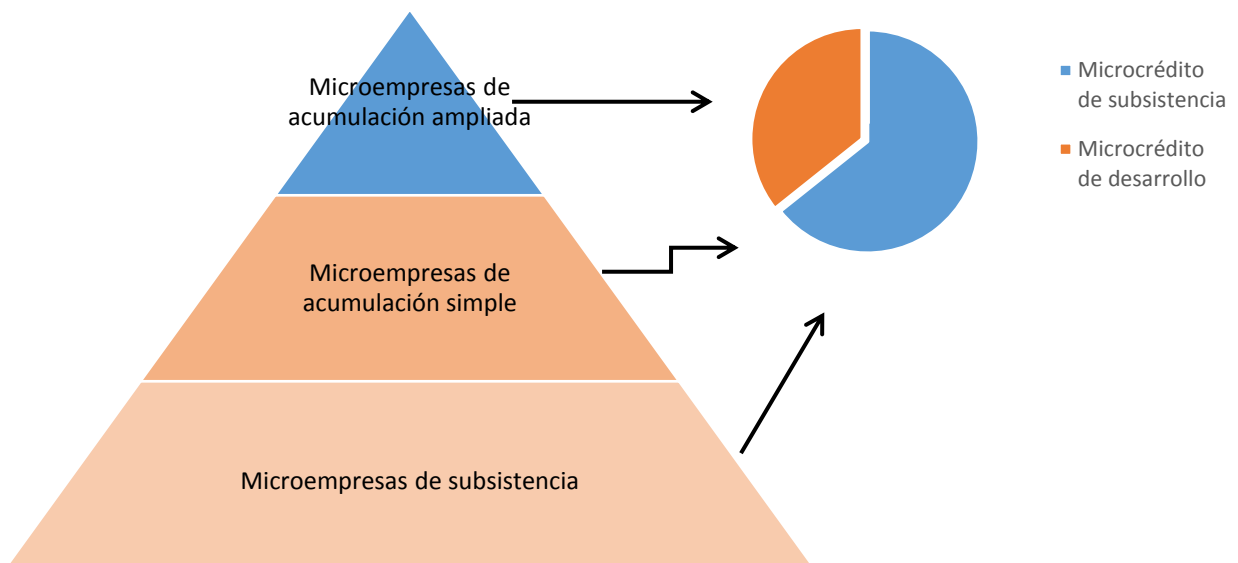 Microempresas de
acumulación ampliada
Microempresas de
acumulación simple
Microempresas de subsistencia
Microcrédito
de subsistencia
Microcrédito
de desarrollo